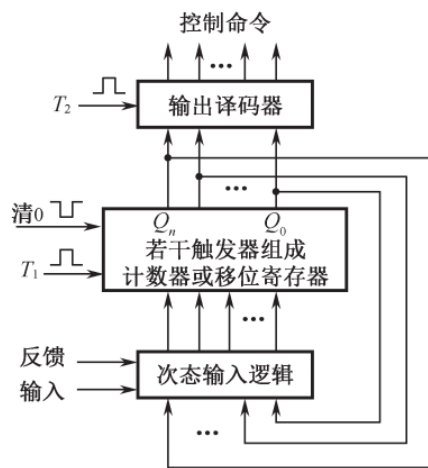 控制命令
...
T₂
输出译码器
...
清0
Qₙ
Q₀
T₁
若干触发器组成
计数器或移位寄存器
反馈
输入
次态输入逻辑
...